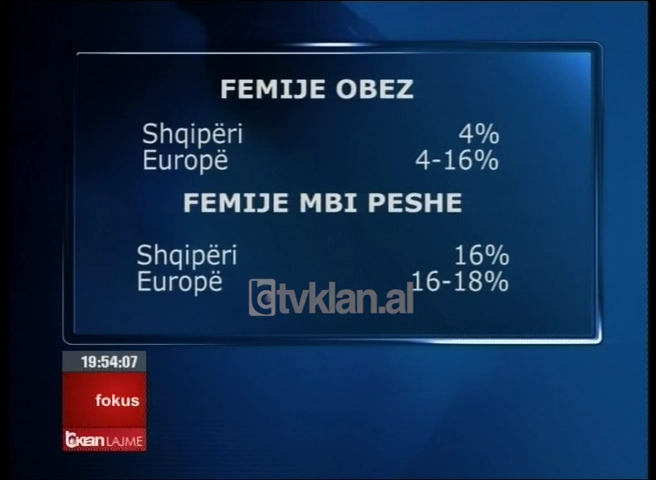 FEMIJE OBEZ
Shqipëri 4%
Europë 4-16%
FEMIJE MBI PESHE
Shqipëri 16%
Europë 16-18%
tvklan.al
19:54:07
fokus
klan LAJME